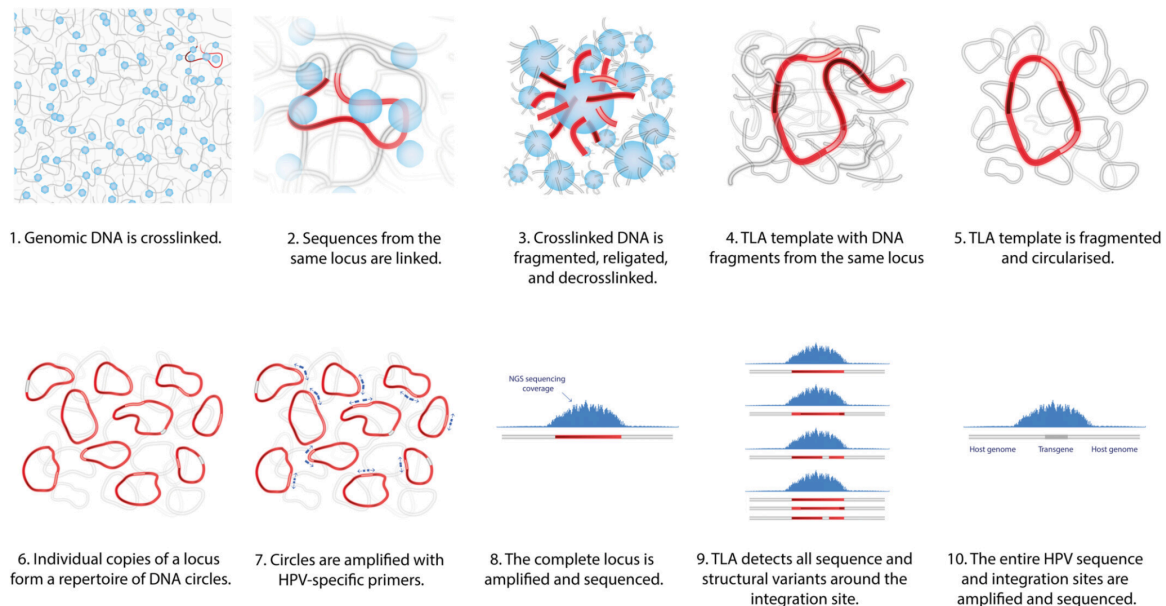 1. Genomic DNA is crosslinked.
2. Sequences from the
same locus are linked.
3. Crosslinked DNA is
fragmented, religated,
and decrosslinked.
4. TLA template with DNA
fragments from the same locus
5. TLA template is fragmented
and circularised.
NGS sequencing
coverage
Host genome
Transgene
Host genome
6. Individual copies of a locus
form a repertoire of DNA circles.
7. Circles are amplified with
HPV-specific primers.
8. The complete locus is
amplified and sequenced.
9. TLA detects all sequence and
structural variants around the
integration site.
10. The entire HPV sequence
and integration sites are
amplified and sequenced.